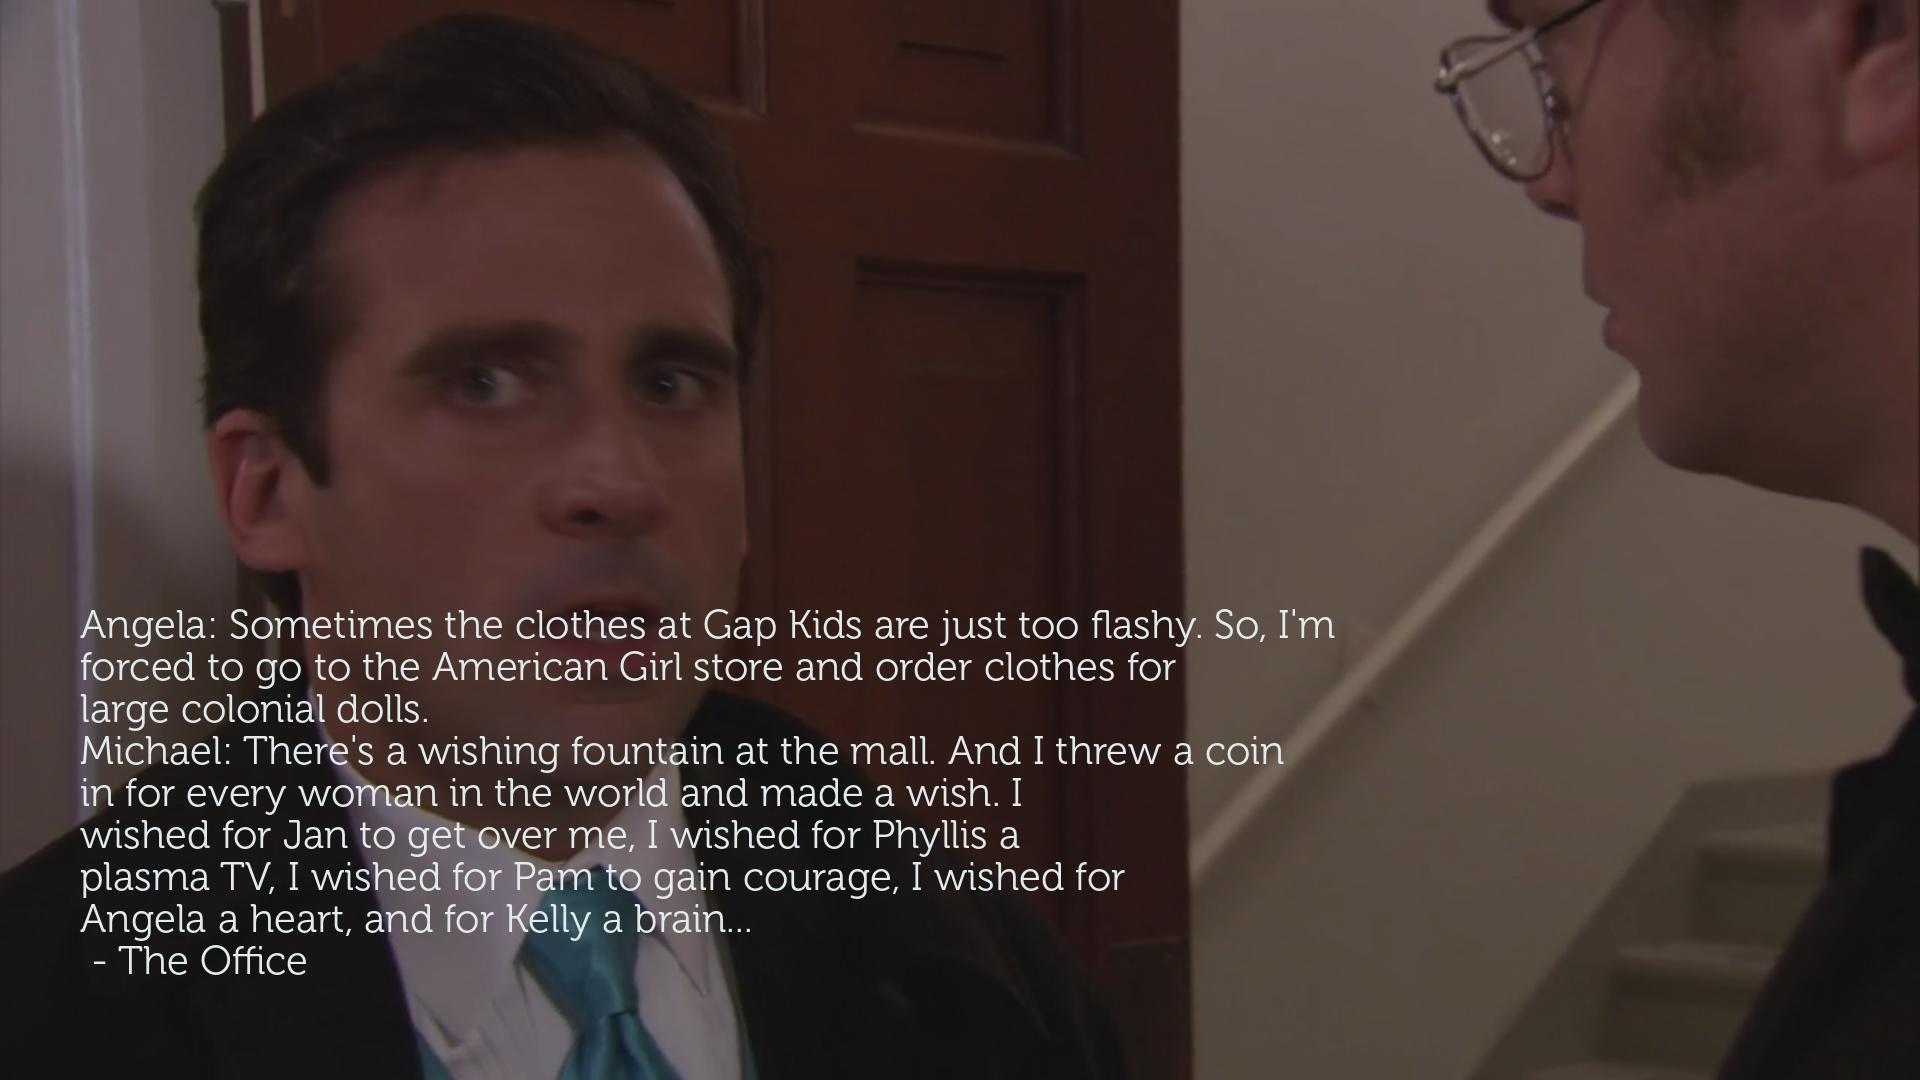 Angela: Sometimes the clothes at Gap Kids are just too flashy. So, I'm
forced to go to the American Girl store and order clothes for
large colonial dolls.
Michael: There's a wishing fountain at the mall. And I threw a coin
in for every woman in the world and made a wish. I
wished for Jan to get over me, I wished for Phyllis a
plasma TV, I wished for Pam to gain courage, I wished for
Angela a heart, and for Kelly a brain...
- The Office